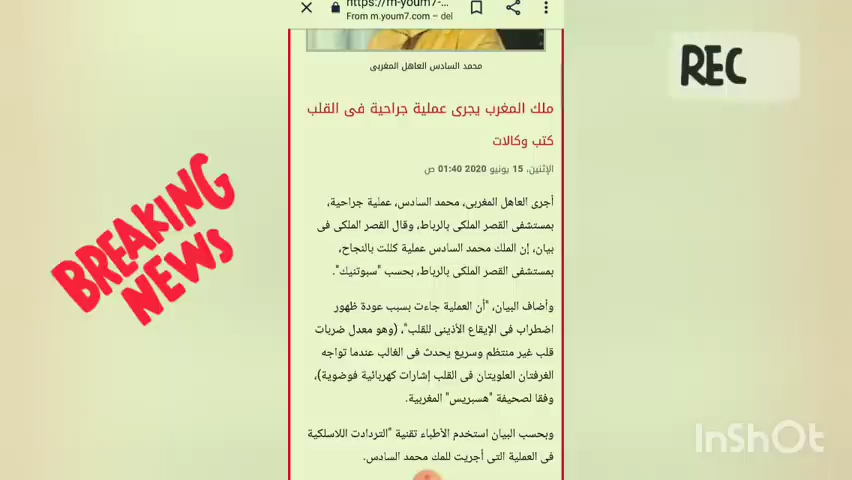 https://m-youm7-...
From m.youm7.com – del
محمد السادس العاهل المغربى
REC
ملك المغرب يجرى عملية جراحية فى القلب
كتب وكالات
الإثنين، 15 يونيو 2020 01:40 ص
أجرى العاهل المغربى، محمد السادس، عملية جراحية،
بمستشفى القصر الملكى بالرباط، وقال القصر الملكى فى
بيان، إن الملك محمد السادس عملية كللت بالنجاح،
بمستشفى القصر الملكى بالرباط، بحسب "سبوتنيك".
وأضاف البيان، "أن العملية جاءت بسبب عودة ظهور
اضطراب فى الإيقاع الأذينى للقلب"، (وهو معدل ضربات
قلب غير منتظم وسريع يحدث فى الغالب عندما تواجه
الغرفتان العلويتان فى القلب إشارات كهربائية فوضوية)،
وفقا لصحيفة "هسبريس" المغربية.
وبحسب البيان استخدم الأطباء تقنية "الترددات اللاسلكية
فى العملية التى أجريت للمك محمد السادس.
BREAKING
NEWS
InShOt